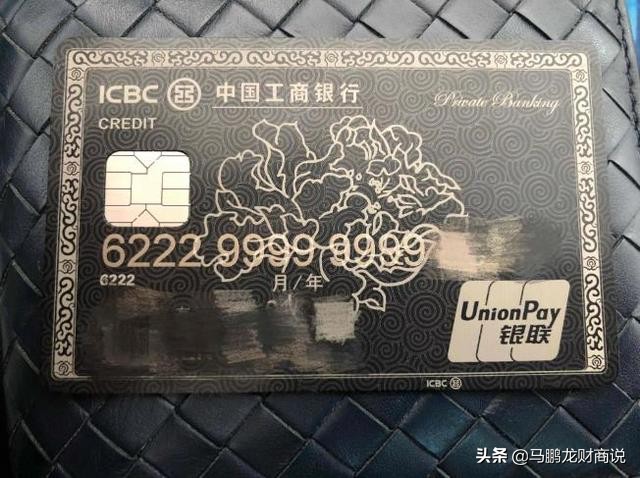 ICBC 中国工商银行
Private Banking
CREDIT
6222 9999 9999
6222
月/年
UnionPay
银联
ICBC
头条 @马鹏龙财商说